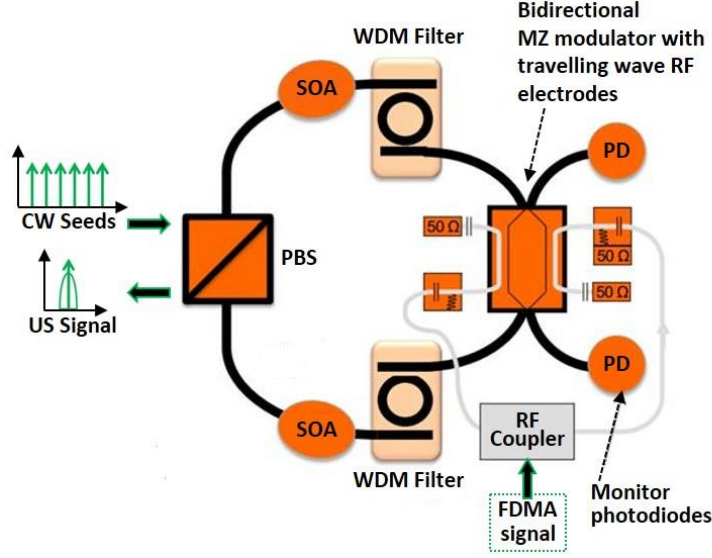 Bidirectional
MZ modulator with
travelling wave RF
electrodes
WDM Filter
SOA
PD
CW Seeds
50 Ω
50 Ω
50 Ω
PBS
US Signal
PD
SOA
RF
Coupler
WDM Filter
FDMA
signal
Monitor
photodiodes